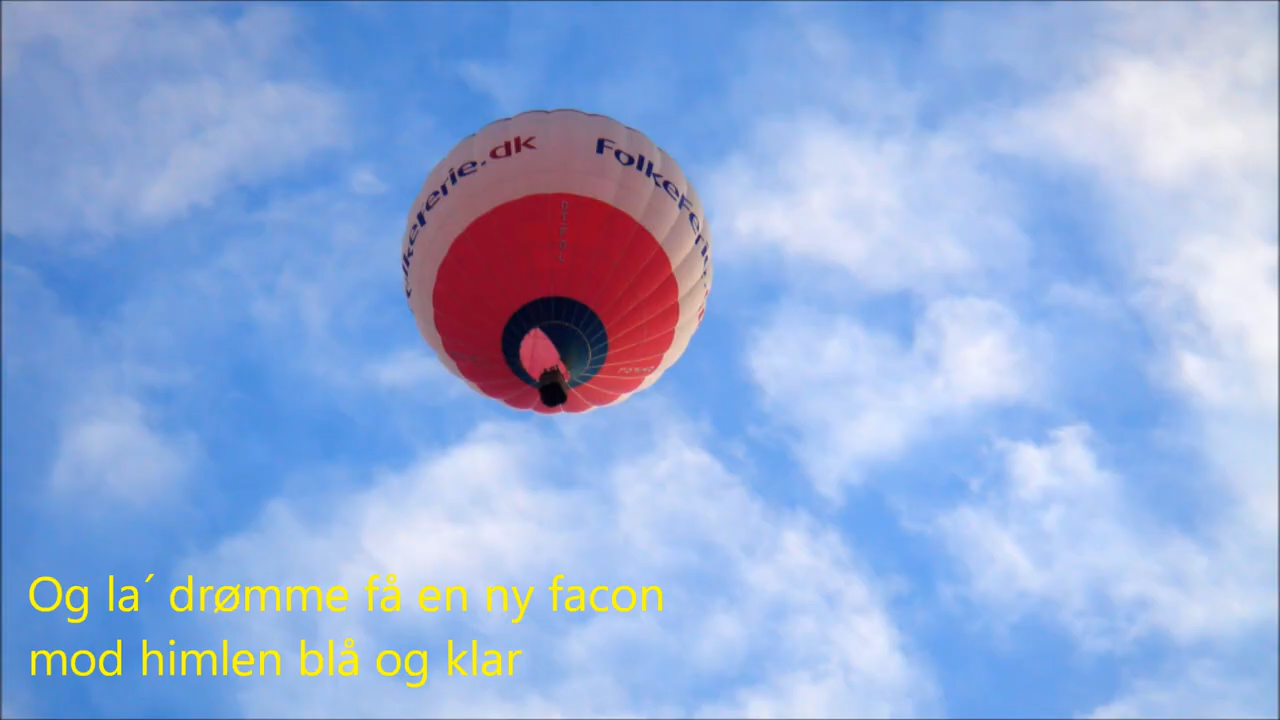 FolkeFerie.dk
FolkeFerie
Og la´ drømme få en ny facon
mod himlen blå og klar